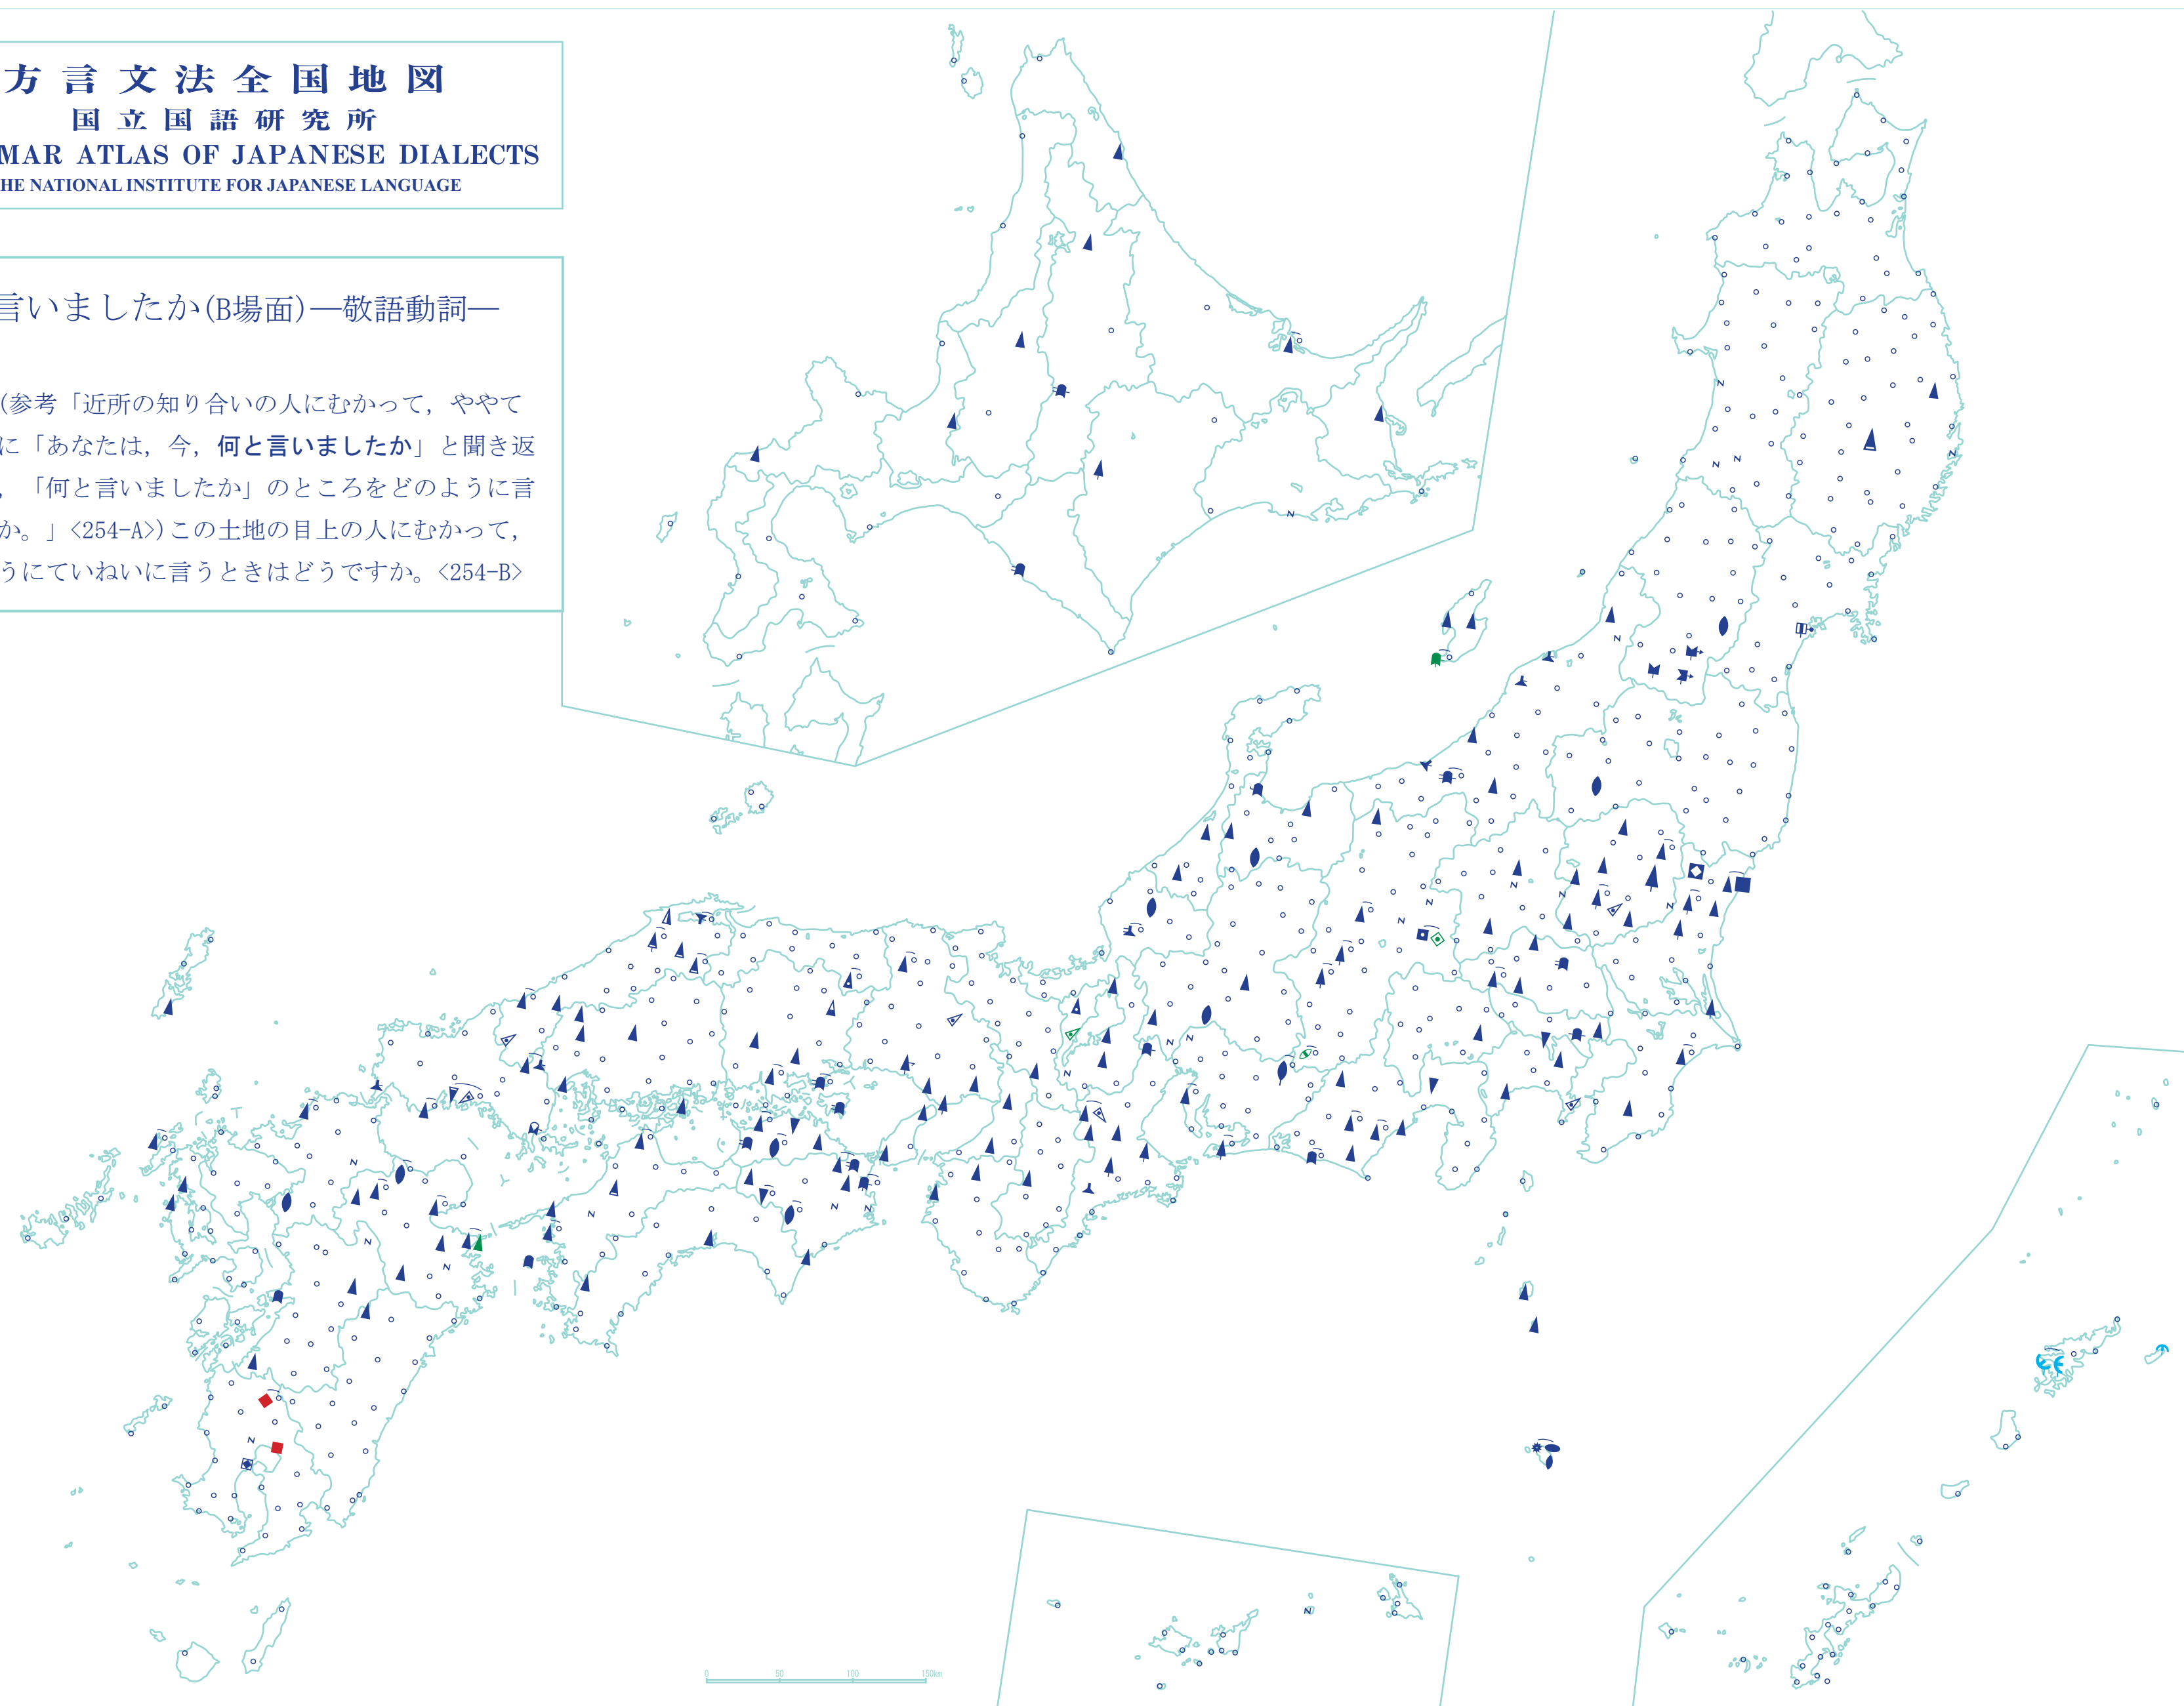 方言文法全国地図
国立国語研究所
MAR ATLAS OF JAPANESE DIALECTS
HE NATIONAL INSTITUTE FOR JAPANESE LANGUAGE
言いましたか(B場面)―敬語動詞―
(参考「近所の知り合いの人にむかって，ややて
に「あなたは，今，何と言いましたか」と聞き返
，「何と言いましたか」のところをどのように言
か。」<254-A>)この土地の目上の人にむかって，
うにていねいに言うときはどうですか。<254-B>
0 50 100 150km